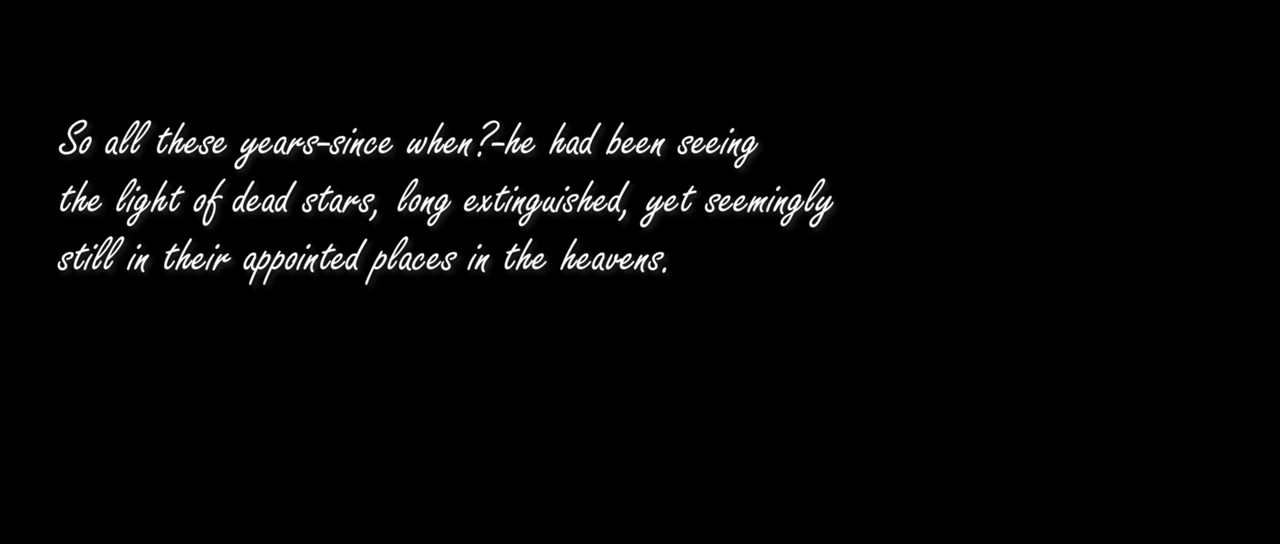 So all these years-since when?-he had been seeing
the light of dead stars, long extinguished, yet seemingly
still in their appointed places in the heavens.